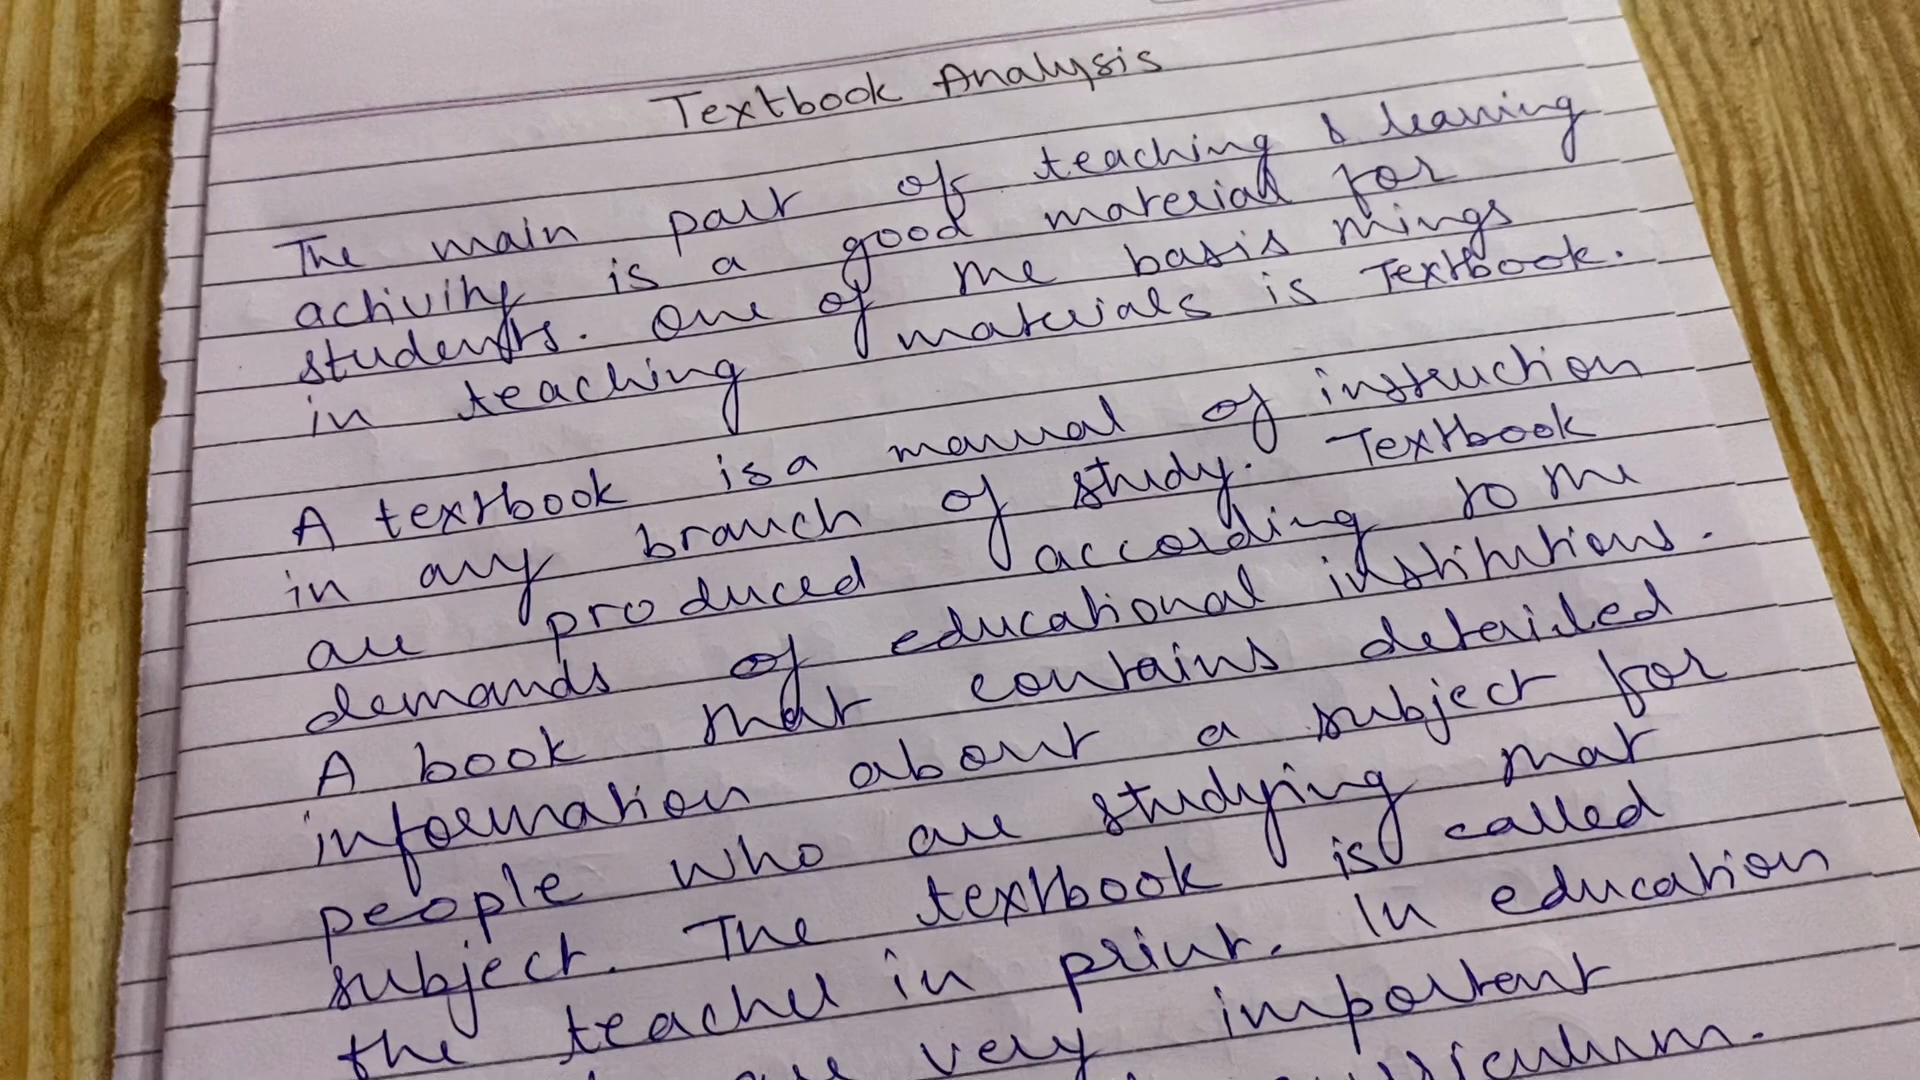 Textbook Analysis
The main part of teaching & learning
activity is a good material for
students. One of the basis things
in teaching materials is Textbook.
A textbook is a manual of instruction
in any branch of study. Textbook
are produced according to the
demands of educational institutions.
A book that contains detailed
information about a subject for
people who are studying that
subject. The textbook is called
the teacher in print. In education
are very important
curriculum.